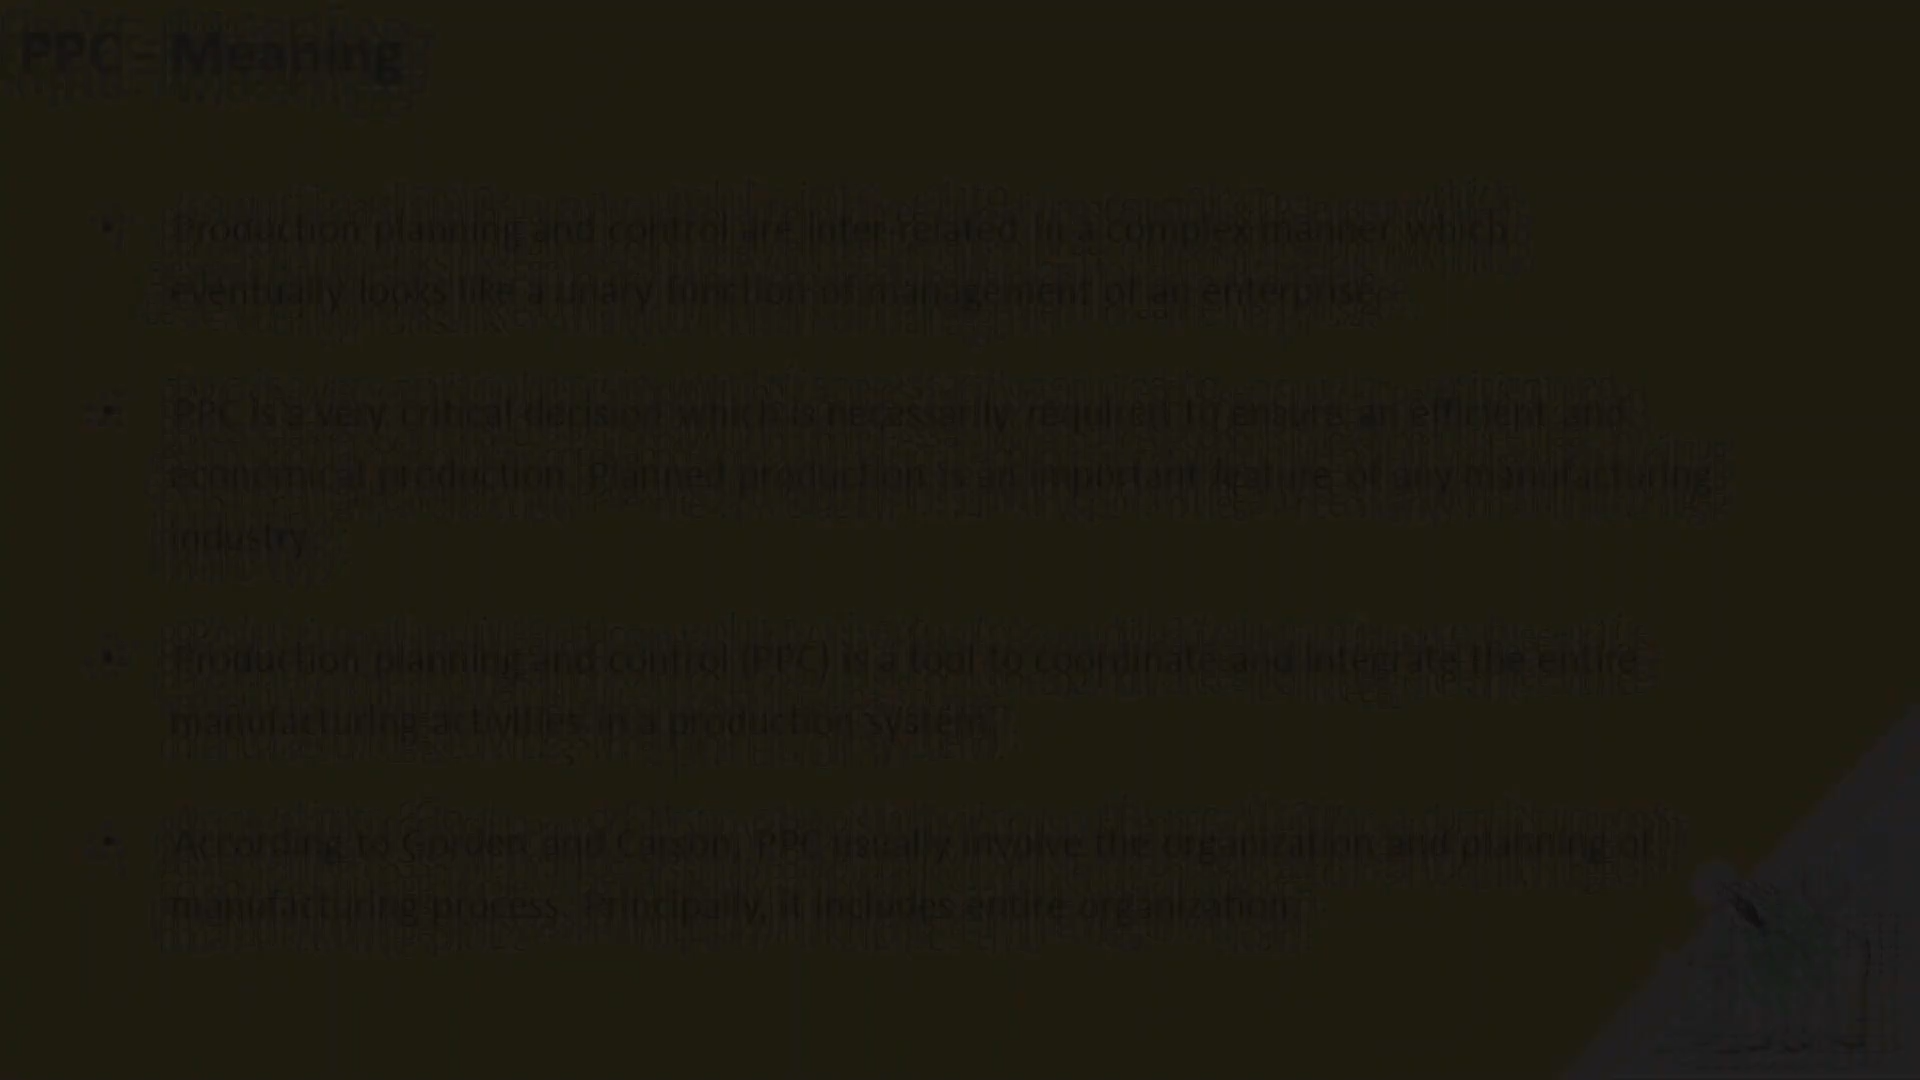 PPC - Meaning
• Production planning and control are inter-related in a complex manner which
eventually looks like a unary function of management of an enterprise.
• PPC is a very critical decision which is necessarily required to ensure an efficient and
economical production. Planned production is an important feature of any manufacturing
industry.
• Production planning and control (PPC) is a tool to coordinate and integrate the entire
manufacturing activities in a production system.
• According to Gorden and Carson, PPC usually involve the organization and planning of
manufacturing process. Principally, it includes entire organization.